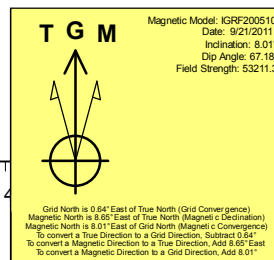 Magnetic Model: IGRF200510
Date: 9/21/2011
Inclination: 8.01°
Dip Angle: 67.18
Field Strength: 53211.3
T G M
Grid North is 0.64° East of True North (Grid Convergence)
Magnetic North is 8.65° East of True North (Magnetic Declination)
Magnetic North is 8.01° East of Grid North (Magnetic Convergence)
To convert a True Direction to a Grid Direction, Subtract 0.64°
To convert a Magnetic Direction to a True Direction, Add 8.65° East
To convert a Magnetic Direction to a Grid Direction, Add 8.01°